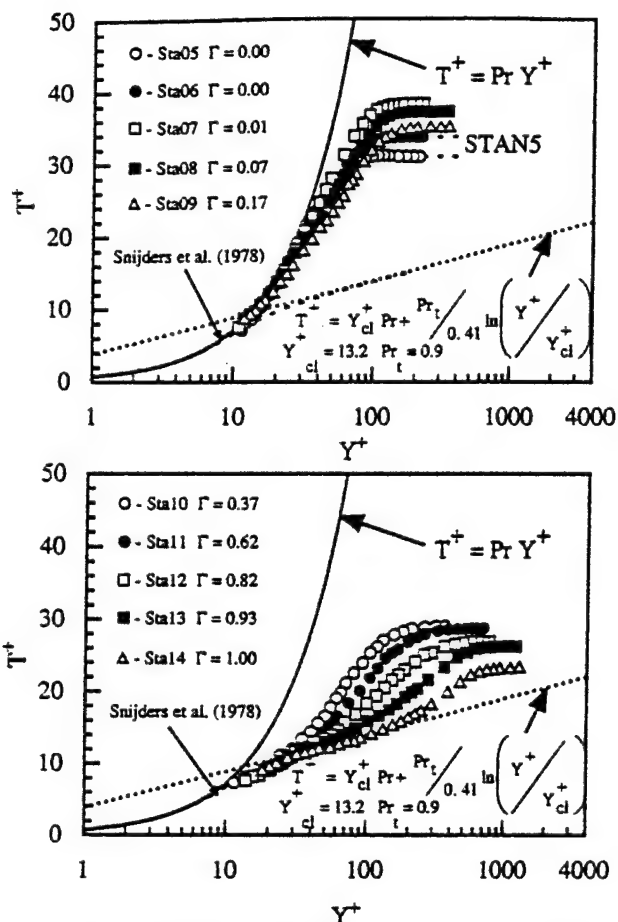 50
40
30
20
10
0
T+
○ - Sta05 Γ = 0.00
● - Sta06 Γ = 0.00
□ - Sta07 Γ = 0.01
■ - Sta08 Γ = 0.07
△ - Sta09 Γ = 0.17
T+ = Pr Y+
STAN5
Snijders et al. (1978)
T+ = Y+cl Pr + Prt/0.41 ln(Y+/Y+cl)
Y+cl = 13.2 Prt = 0.9
1 10 100 1000 4000
Y+
50
40
30
20
10
0
T+
○ - Sta10 Γ = 0.37
● - Sta11 Γ = 0.62
□ - Sta12 Γ = 0.82
■ - Sta13 Γ = 0.93
△ - Sta14 Γ = 1.00
T+ = Pr Y+
Snijders et al. (1978)
T+ = Y+cl Pr + Prt/0.41 ln(Y+/Y+cl)
Y+cl = 13.2 Prt = 0.9
1 10 100 1000 4000
Y+